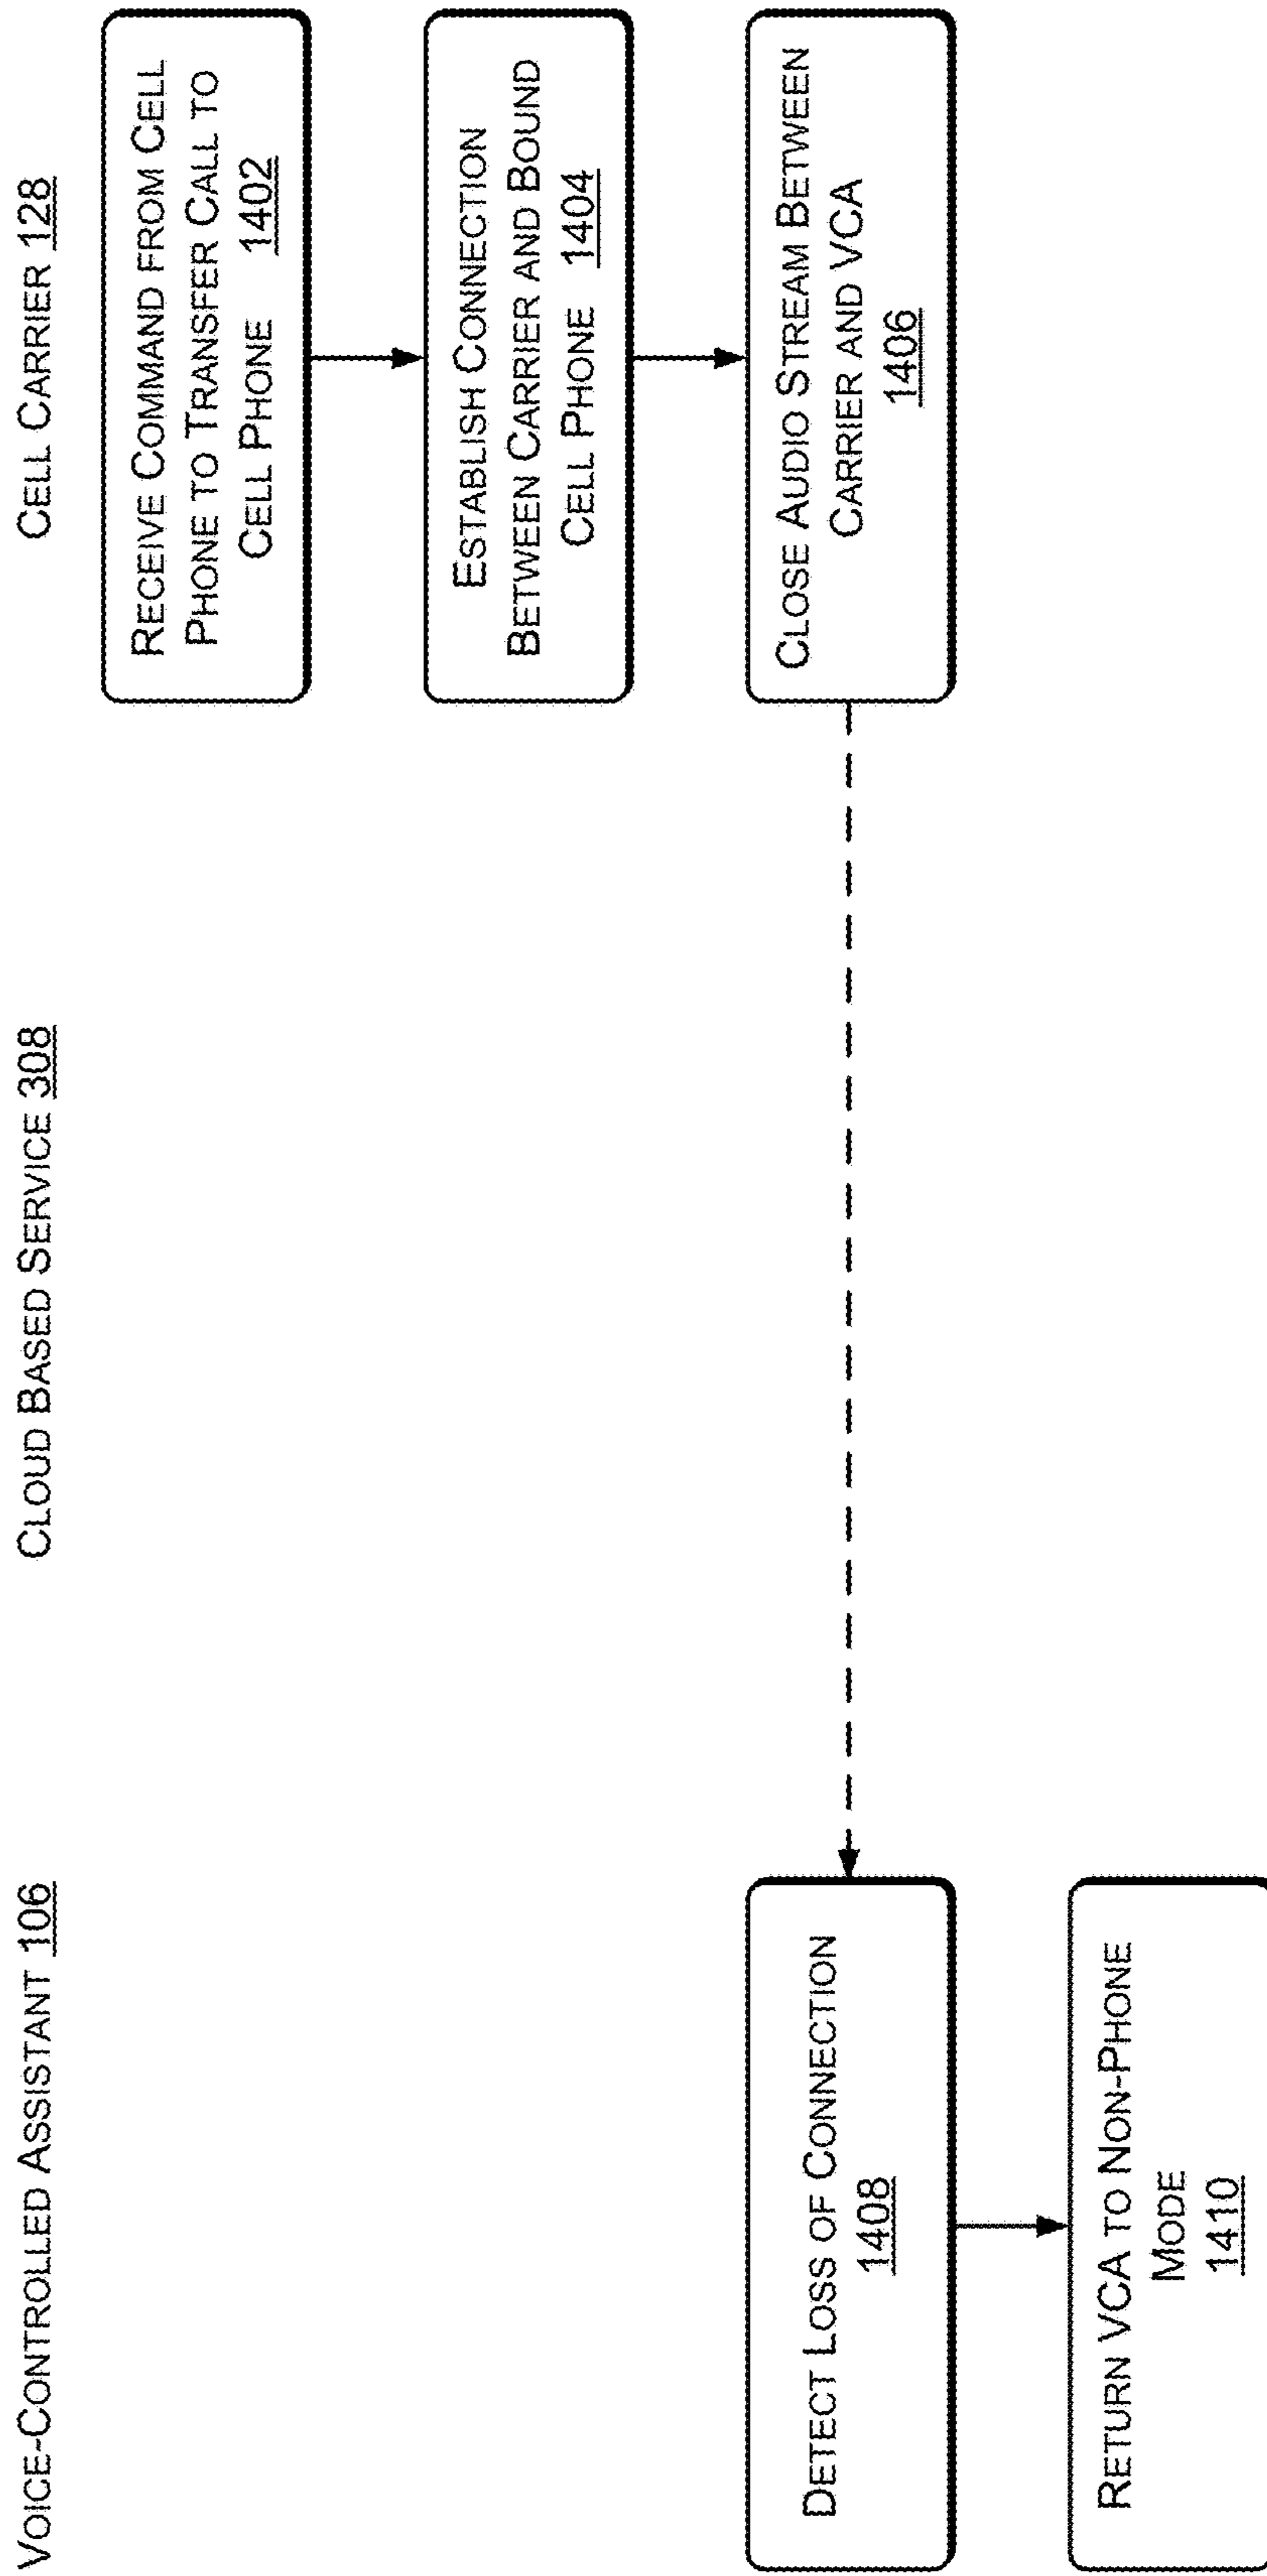 VOICE-CONTROLLED ASSISTANT 106
CLOUD BASED SERVICE 308
CELL CARRIER 128
RECEIVE COMMAND FROM CELL
PHONE TO TRANSFER CALL TO
CELL PHONE 1402
ESTABLISH CONNECTION
BETWEEN CARRIER AND BOUND
CELL PHONE 1404
CLOSE AUDIO STREAM BETWEEN
CARRIER AND VCA
1406
DETECT LOSS OF CONNECTION
1408
RETURN VCA TO NON-PHONE
MODE
1410